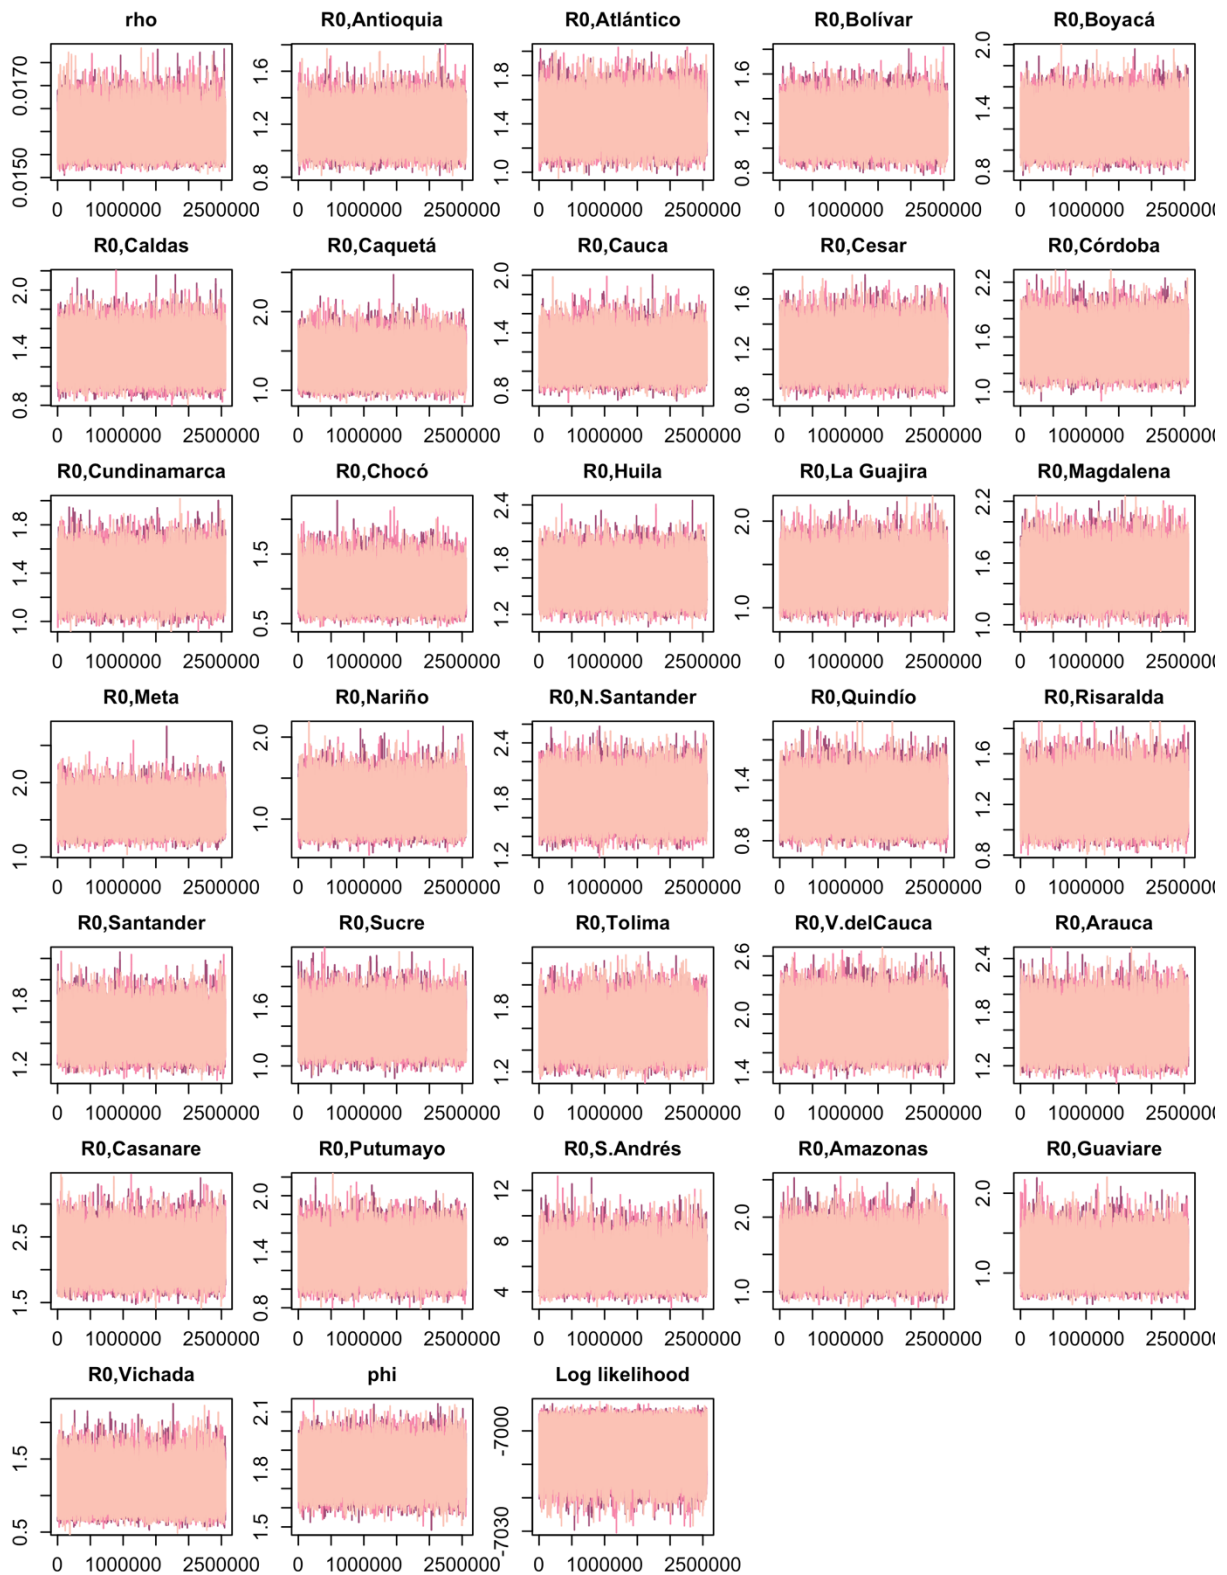 rho R0,Antioquia R0,Atlántico R0,Bolívar R0,Boyacá
0.0150 0.0170 0.8 1.2 1.6 1.0 1.4 1.8 0.8 1.2 1.6 0.8 1.4 2.0
0 1000000 2500000 0 1000000 2500000 0 1000000 2500000 0 1000000 2500000 0 1000000 250000
R0,Caldas R0,Caquetá R0,Cauca R0,Cesar R0,Córdoba
0.8 1.4 2.0 1.0 2.0 0.8 1.4 2.0 0.8 1.2 1.6 1.0 1.6 2.2
0 1000000 2500000 0 1000000 2500000 0 1000000 2500000 0 1000000 2500000 0 1000000 250000
R0,Cundinamarca R0,Chocó R0,Huila R0,La Guajira R0,Magdalena
1.0 1.4 1.8 0.5 1.5 1.2 1.8 2.4 1.0 2.0 1.0 1.6 2.2
0 1000000 2500000 0 1000000 2500000 0 1000000 2500000 0 1000000 2500000 0 1000000 250000
R0,Meta R0,Nariño R0,N.Santander R0,Quindío R0,Risaralda
1.0 2.0 1.0 2.0 1.2 1.8 2.4 0.8 1.4 0.8 1.2 1.6
0 1000000 2500000 0 1000000 2500000 0 1000000 2500000 0 1000000 2500000 0 1000000 250000
R0,Santander R0,Sucre R0,Tolima R0,V.delCauca R0,Arauca
1.2 1.8 1.0 1.6 1.2 1.8 1.4 2.0 2.6 1.2 1.8 2.4
0 1000000 2500000 0 1000000 2500000 0 1000000 2500000 0 1000000 2500000 0 1000000 250000
R0,Casanare R0,Putumayo R0,S.Andrés R0,Amazonas R0,Guaviare
1.5 2.5 0.8 1.4 2.0 4 8 12 1.0 2.0 1.0 2.0
0 1000000 2500000 0 1000000 2500000 0 1000000 2500000 0 1000000 2500000 0 1000000 250000
R0,Vichada phi Log likelihood
0.5 1.5 1.5 1.8 2.1 -7030 -7000
0 1000000 2500000 0 1000000 2500000 0 1000000 2500000